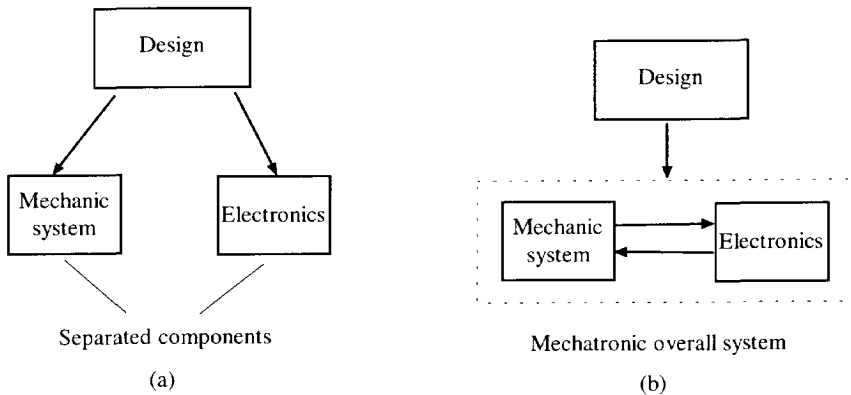 Design
Mechanic
system
Electronics
Separated components
(a)
Design
Mechanic
system
Electronics
Mechatronic overall system
(b)